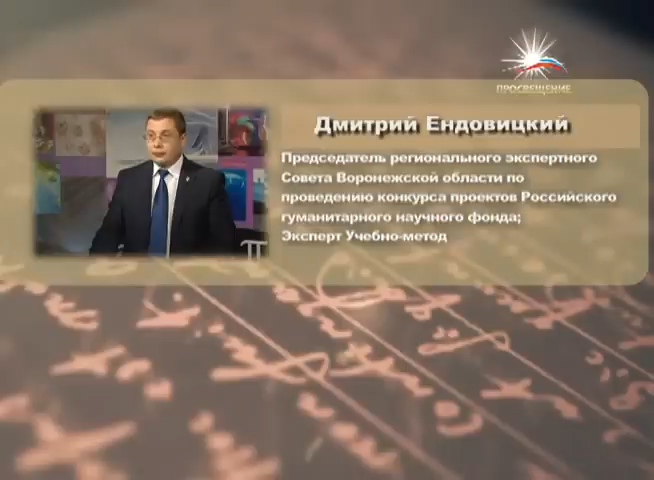 ПРОСВЕЩЕНИЕ
Дмитрий Ендовицкий
Председатель регионального экспертного
Совета Воронежской области по
проведению конкурса проектов Российского
гуманитарного научного фонда;
Эксперт Учебно-метод